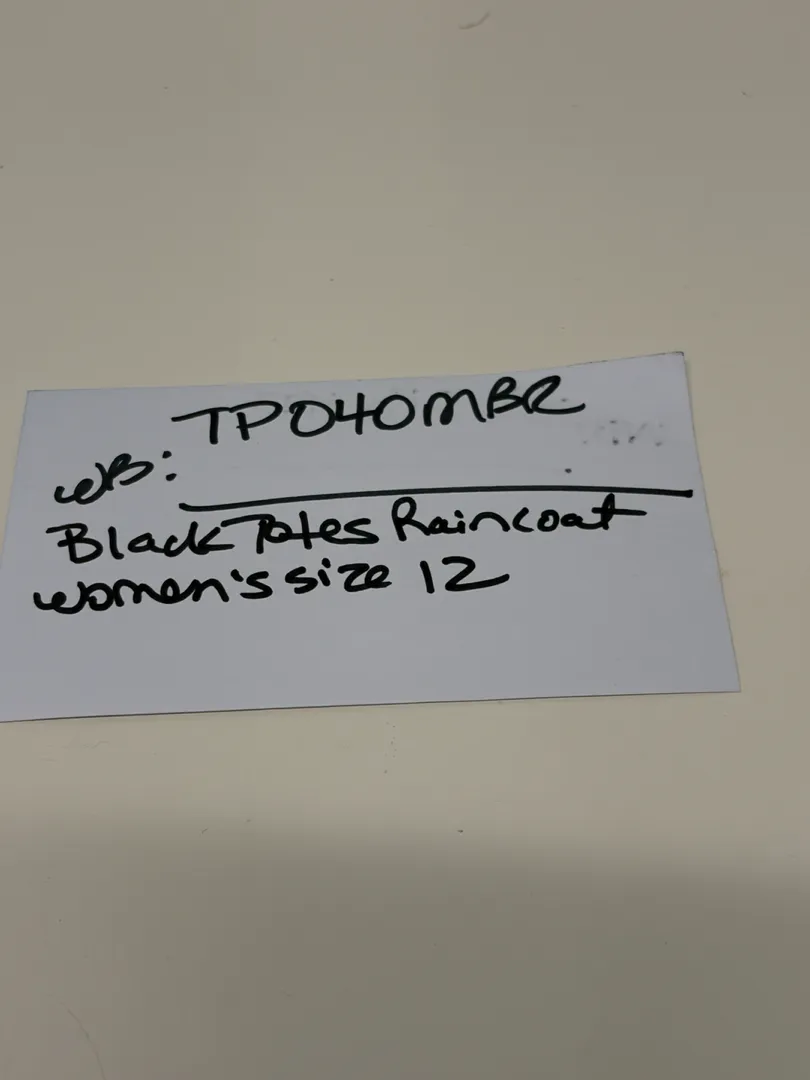 TP040MBR
WB:
Black Totes Raincoat
women's size 12